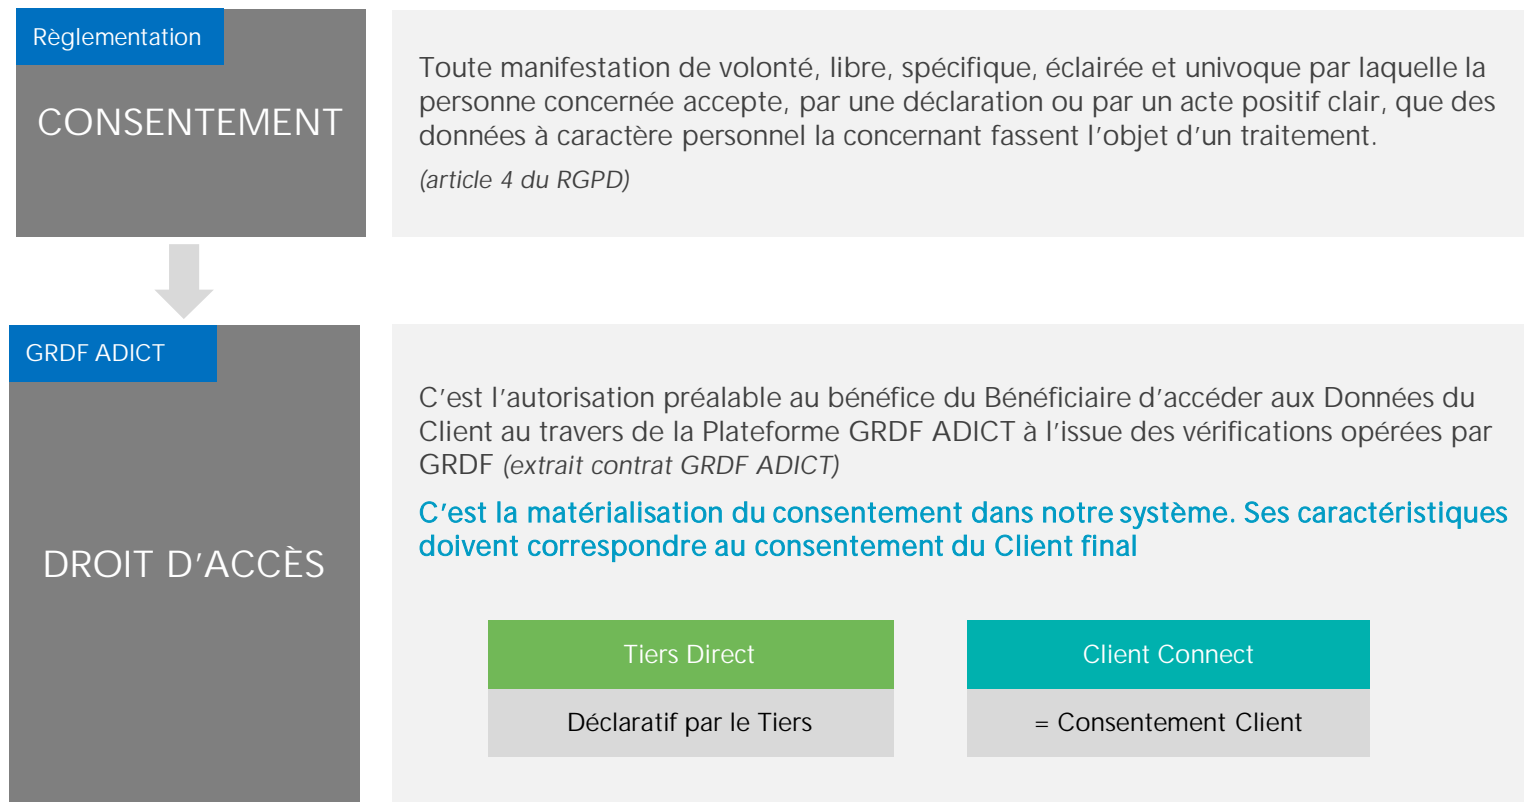 Règlementation
CONSENTEMENT
Toute manifestation de volonté, libre, spécifique, éclairée et univoque par laquelle la
personne concernée accepte, par une déclaration ou par un acte positif clair, que des
données à caractère personnel la concernant fassent l'objet d'un traitement.
(article 4 du RGPD)
GRDF ADICT
DROIT D'ACCÈS
C'est l'autorisation préalable au bénéfice du Bénéficiaire d'accéder aux Données du
Client au travers de la Plateforme GRDF ADICT à l'issue des vérifications opérées par
GRDF (extrait contrat GRDF ADICT)
C'est la matérialisation du consentement dans notre système. Ses caractéristiques
doivent correspondre au consentement du Client final
Tiers Direct
Déclaratif par le Tiers
Client Connect
= Consentement Client